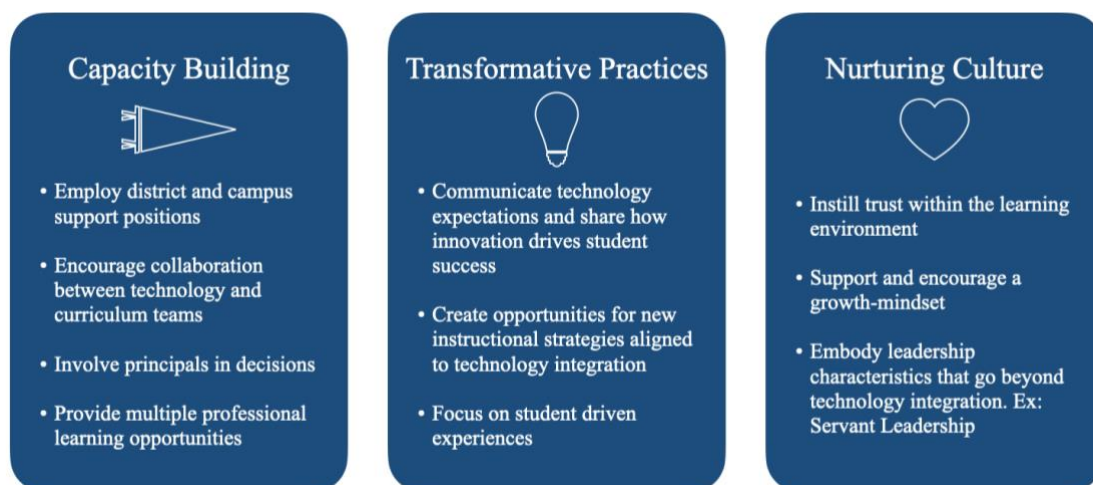 Capacity Building
• Employ district and campus
support positions
• Encourage collaboration
between technology and
curriculum teams
• Involve principals in decisions
• Provide multiple professional
learning opportunities
Transformative Practices
• Communicate technology
expectations and share how
innovation drives student
success
• Create opportunities for new
instructional strategies aligned
to technology integration
• Focus on student driven
experiences
Nurturing Culture
• Instill trust within the learning
environment
• Support and encourage a
growth-mindset
• Embody leadership
characteristics that go beyond
technology integration. Ex:
Servant Leadership